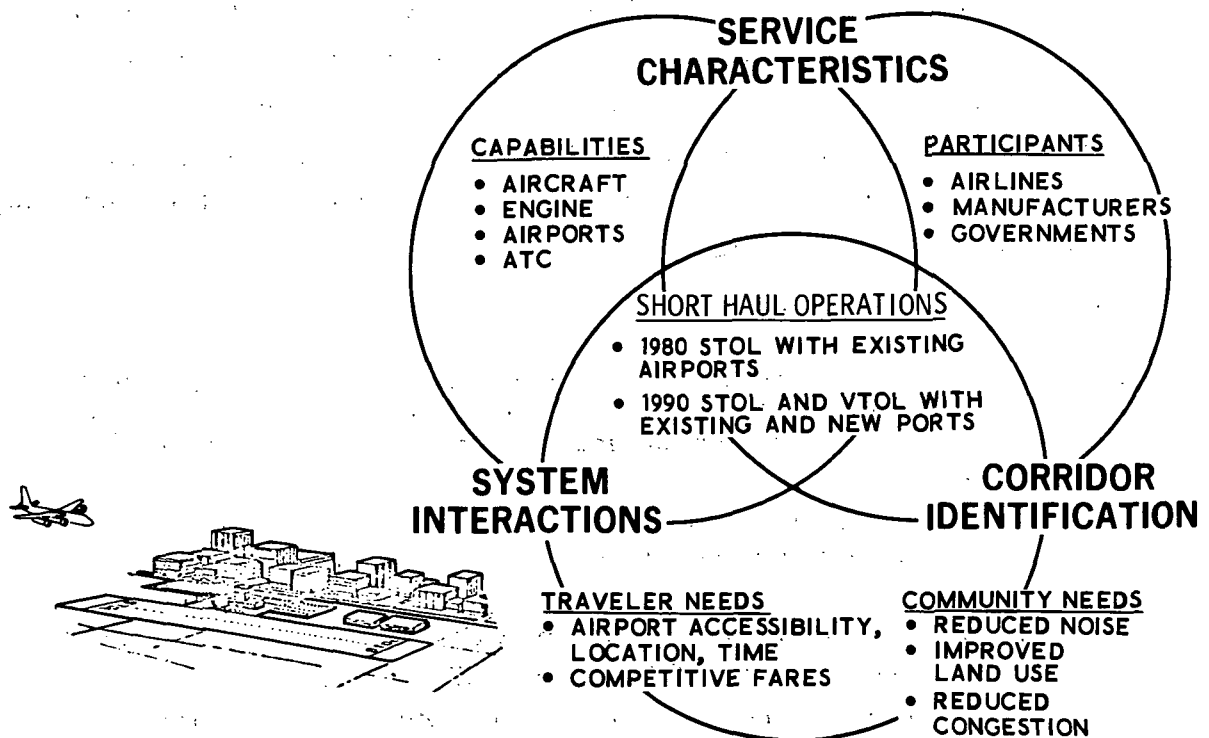 SERVICE
CHARACTERISTICS
CAPABILITIES
• AIRCRAFT
• ENGINE
• AIRPORTS
• ATC
PARTICIPANTS
• AIRLINES
• MANUFACTURERS
• GOVERNMENTS
SHORT HAUL OPERATIONS
• 1980 STOL WITH EXISTING
AIRPORTS
• 1990 STOL AND VTOL WITH
EXISTING AND NEW PORTS
SYSTEM
INTERACTIONS
CORRIDOR
IDENTIFICATION
TRAVELER NEEDS
• AIRPORT ACCESSIBILITY,
LOCATION, TIME
• COMPETITIVE FARES
COMMUNITY NEEDS
• REDUCED NOISE
• IMPROVED
LAND USE
• REDUCED
CONGESTION